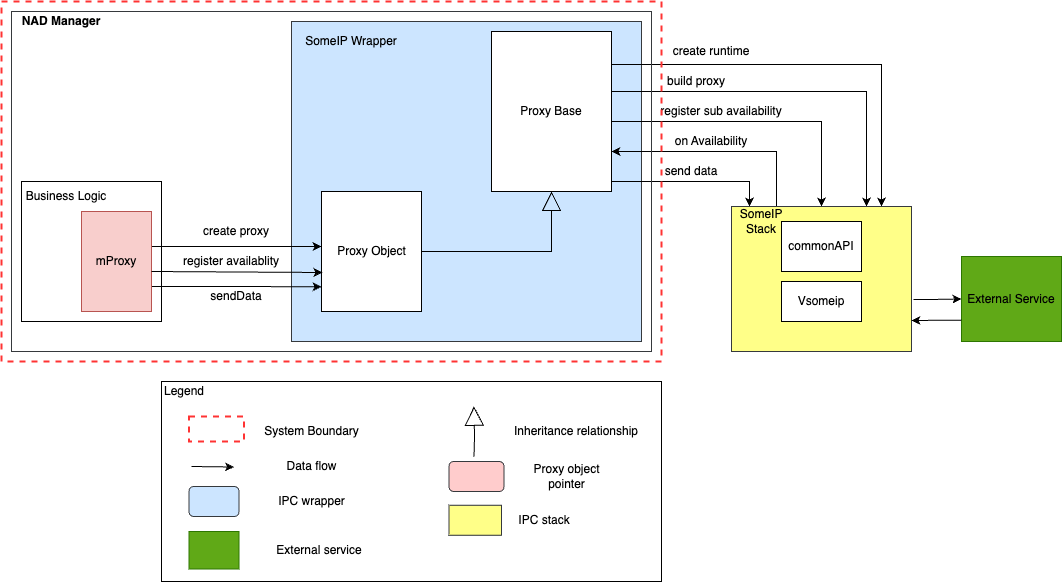 NAD Manager
SomeIP Wrapper
Proxy Base
create runtime
build proxy
register sub availability
on Availability
send data
Business Logic
mProxy
create proxy
register availablity
sendData
Proxy Object
SomeIP
Stack
commonAPI
Vsomeip
External Service
Legend
System Boundary
Data flow
IPC wrapper
External service
Inheritance relationship
Proxy object
pointer
IPC stack